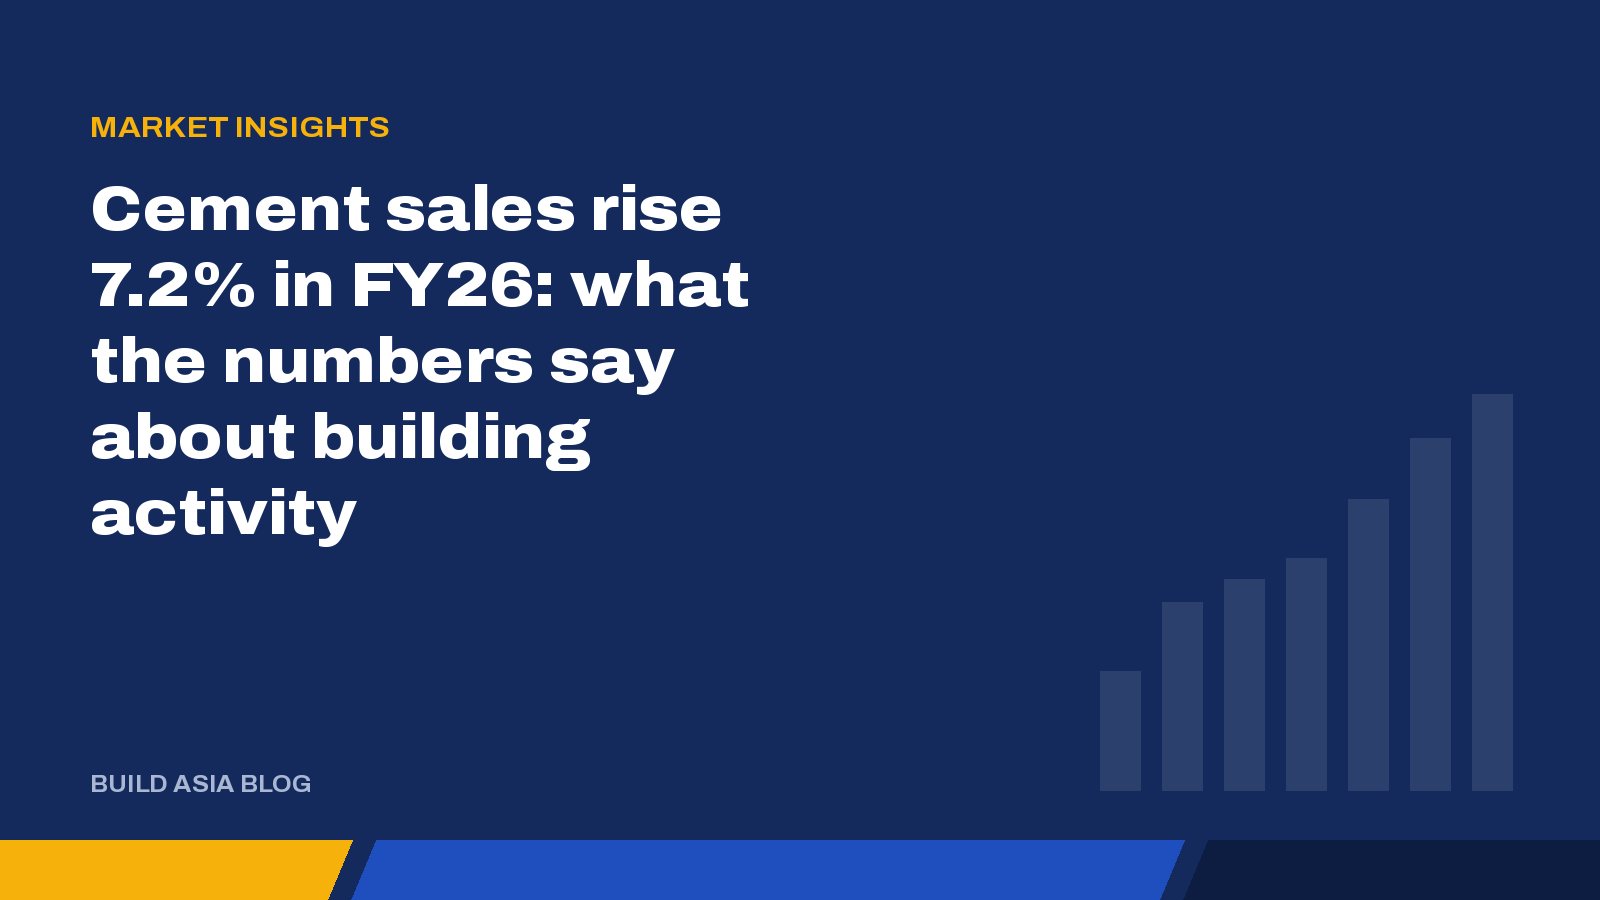 MARKET INSIGHTS
Cement sales rise
7.2% in FY26: what
the numbers say
about building
activity
BUILD ASIA BLOG